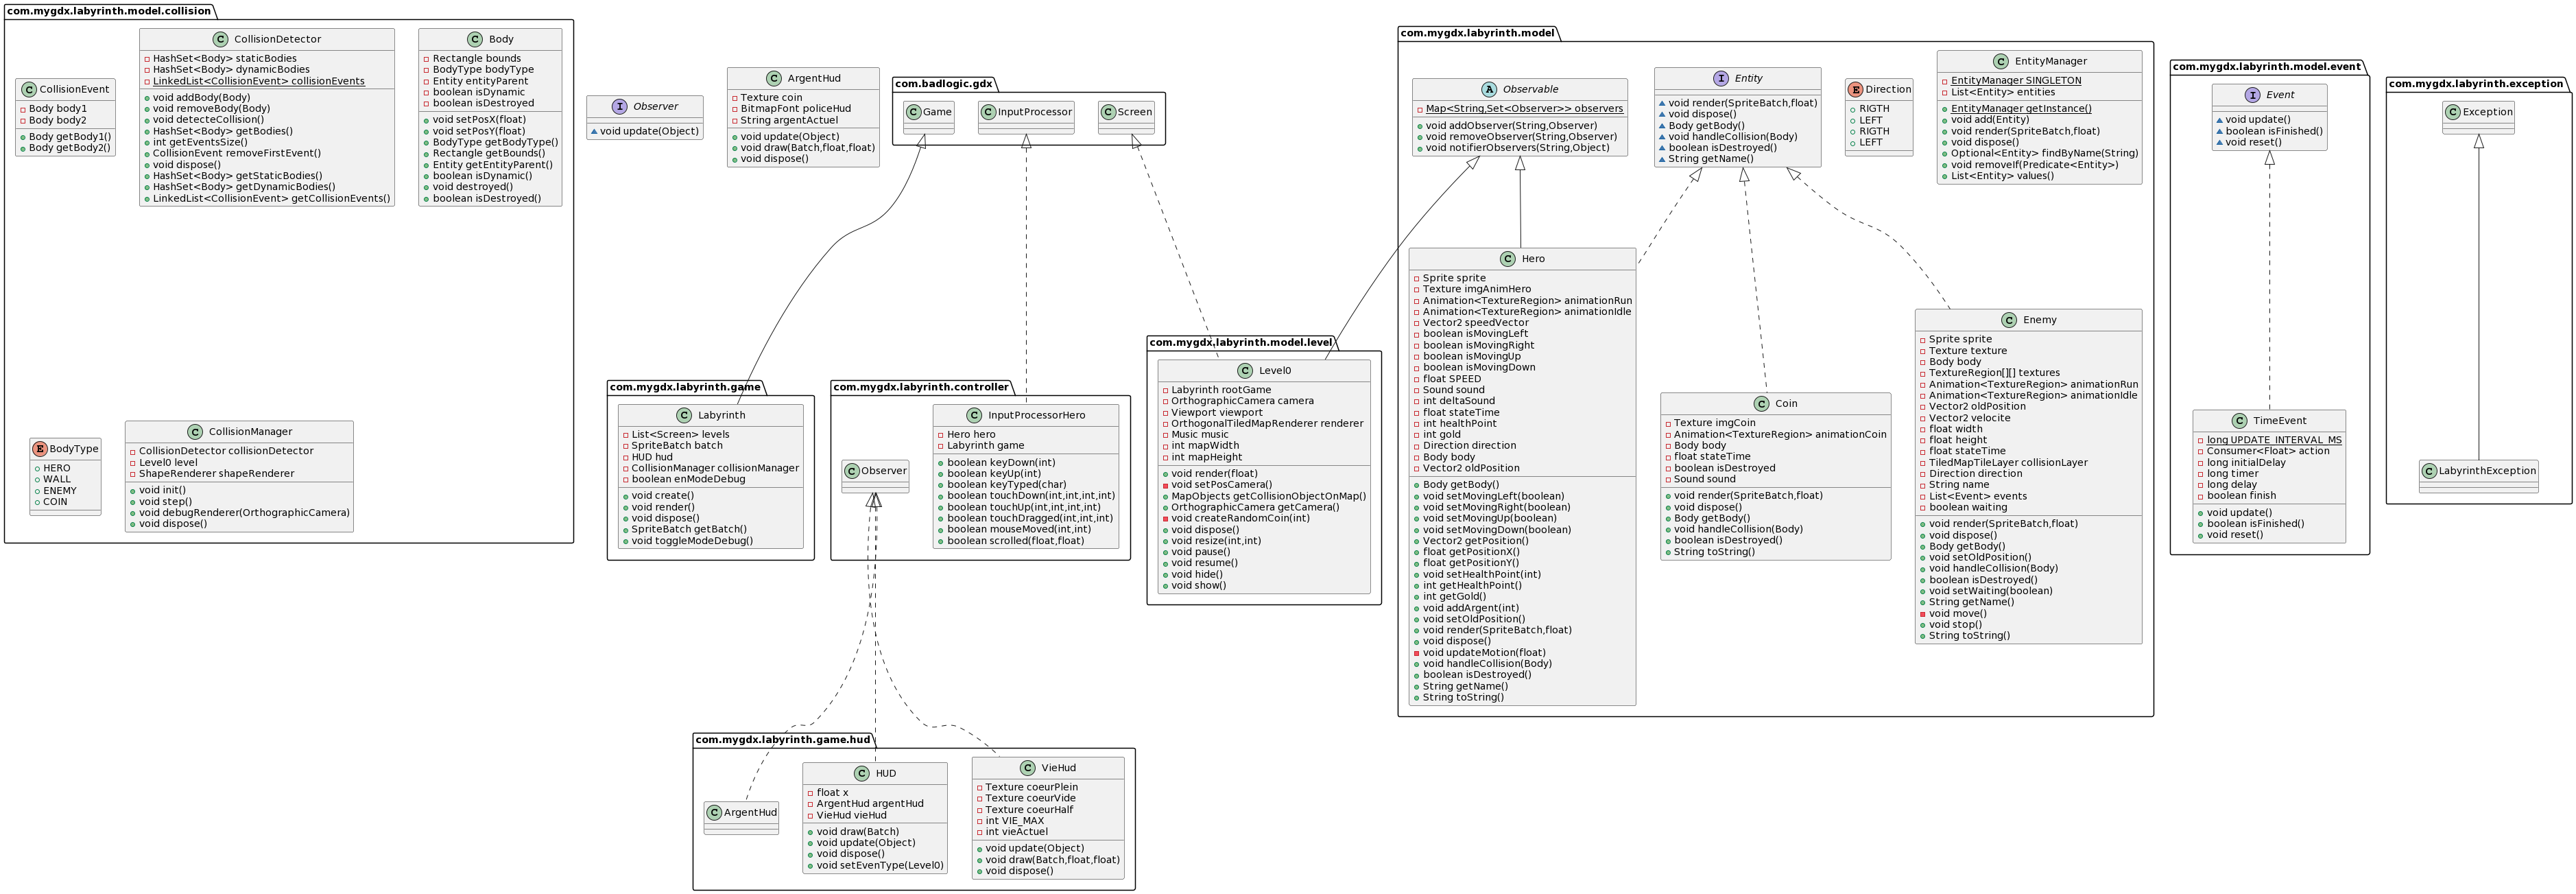 com.mygdx.labyrinth.model.collision
C CollisionEvent
Body body1
Body body2
Body getBody1()
Body getBody2()
C CollisionDetector
HashSet<Body> staticBodies
HashSet<Body> dynamicBodies
LinkedList<CollisionEvent> collisionEvents
void addBody(Body)
void removeBody(Body)
void detecteCollision()
HashSet<Body> getBodies()
int getEventsSize()
CollisionEvent removeFirstEvent()
void dispose()
HashSet<Body> getStaticBodies()
HashSet<Body> getDynamicBodies()
LinkedList<CollisionEvent> getCollisionEvents()
C Body
Rectangle bounds
BodyType bodyType
Entity entityParent
boolean isDynamic
boolean isDestroyed
void setPosX(float)
void setPosY(float)
BodyType getBodyType()
Rectangle getBounds()
Entity getEntityParent()
boolean isDynamic()
void destroyed()
boolean isDestroyed()
E BodyType
HERO
WALL
ENEMY
COIN
C CollisionManager
CollisionDetector collisionDetector
Level0 level
ShapeRenderer shapeRenderer
void init()
void step()
void debugRenderer(OrthographicCamera)
void dispose()
I Observer
void update(Object)
C ArgentHud
Texture coin
BitmapFont policeHud
String argentActuel
void update(Object)
void draw(Batch,float,float)
void dispose()
com.badlogic.gdx
C Game
C InputProcessor
C Screen
com.mygdx.labyrinth.game
C Labyrinth
List<Screen> levels
SpriteBatch batch
HUD hud
CollisionManager collisionManager
boolean enModeDebug
void create()
void render()
void dispose()
SpriteBatch getBatch()
void toggleModeDebug()
com.mygdx.labyrinth.controller
C Observer
C InputProcessorHero
Hero hero
Labyrinth game
boolean keyDown(int)
boolean keyUp(int)
boolean keyTyped(char)
boolean touchDown(int,int,int,int)
boolean touchUp(int,int,int,int)
boolean touchDragged(int,int,int)
boolean mouseMoved(int,int)
boolean scrolled(float,float)
com.mygdx.labyrinth.model.level
C Level0
Labyrinth rootGame
OrthographicCamera camera
Viewport viewport
OrthogonalTiledMapRenderer renderer
Music music
int mapWidth
int mapHeight
void render(float)
void setPosCamera()
MapObjects getCollisionObjectOnMap()
OrthographicCamera getCamera()
void createRandomCoin(int)
void dispose()
void resize(int,int)
void pause()
void resume()
void hide()
void show()
com.mygdx.labyrinth.game.hud
C ArgentHud
C HUD
float x
ArgentHud argentHud
VieHud vieHud
void draw(Batch)
void update(Object)
void dispose()
void setEvenType(Level0)
C VieHud
Texture coeurPlein
Texture coeurVide
Texture coeurHalf
int VIE_MAX
int vieActuel
void update(Object)
void draw(Batch,float,float)
void dispose()
com.mygdx.labyrinth.model
A Observable
Map<String,Set<Observer>> observers
void addObserver(String,Observer)
void removeObserver(String,Observer)
void notifierObservers(String,Object)
I Entity
void render(SpriteBatch,float)
void dispose()
Body getBody()
void handleCollision(Body)
boolean isDestroyed()
String getName()
E Direction
RIGTH
LEFT
RIGTH
LEFT
C EntityManager
EntityManager SINGLETON
List<Entity> entities
EntityManager getInstance()
void add(Entity)
void render(SpriteBatch,float)
void dispose()
Optional<Entity> findByName(String)
void removeIf(Predicate<Entity>)
List<Entity> values()
C Hero
Sprite sprite
Texture imgAnimHero
Animation<TextureRegion> animationRun
Animation<TextureRegion> animationIdle
Vector2 speedVector
boolean isMovingLeft
boolean isMovingRight
boolean isMovingUp
boolean isMovingDown
float SPEED
Sound sound
int deltaSound
float stateTime
int healthPoint
int gold
Direction direction
Body body
Vector2 oldPosition
Body getBody()
void setMovingLeft(boolean)
void setMovingRight(boolean)
void setMovingUp(boolean)
void setMovingDown(boolean)
Vector2 getPosition()
float getPositionX()
float getPositionY()
void setHealthPoint(int)
int getHealthPoint()
int getGold()
void addArgent(int)
void setOldPosition()
void render(SpriteBatch,float)
void dispose()
void updateMotion(float)
void handleCollision(Body)
boolean isDestroyed()
String getName()
String toString()
C Coin
Texture imgCoin
Animation<TextureRegion> animationCoin
Body body
float stateTime
boolean isDestroyed
Sound sound
void render(SpriteBatch,float)
void dispose()
Body getBody()
void handleCollision(Body)
boolean isDestroyed()
String toString()
C Enemy
Sprite sprite
Texture texture
Body body
TextureRegion[][] textures
Animation<TextureRegion> animationRun
Animation<TextureRegion> animationIdle
Vector2 oldPosition
Vector2 velocite
float width
float height
float stateTime
TiledMapTileLayer collisionLayer
Direction direction
String name
List<Event> events
boolean waiting
void render(SpriteBatch,float)
void dispose()
Body getBody()
void setOldPosition()
void handleCollision(Body)
boolean isDestroyed()
void setWaiting(boolean)
String getName()
void move()
void stop()
String toString()
com.mygdx.labyrinth.model.event
I Event
void update()
boolean isFinished()
void reset()
C TimeEvent
long UPDATE_INTERVAL_MS
Consumer<Float> action
long initialDelay
long timer
long delay
boolean finish
void update()
boolean isFinished()
void reset()
com.mygdx.labyrinth.exception
C Exception
C LabyrinthException